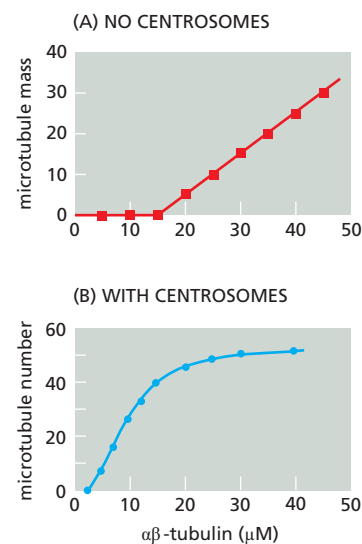 (A) NO CENTROSOMES
microtubule mass
40
30
20
10
0
0 10 20 30 40 50
(B) WITH CENTROSOMES
microtubule number
60
40
20
0
0 10 20 30 40 50
αβ-tubulin (μM)